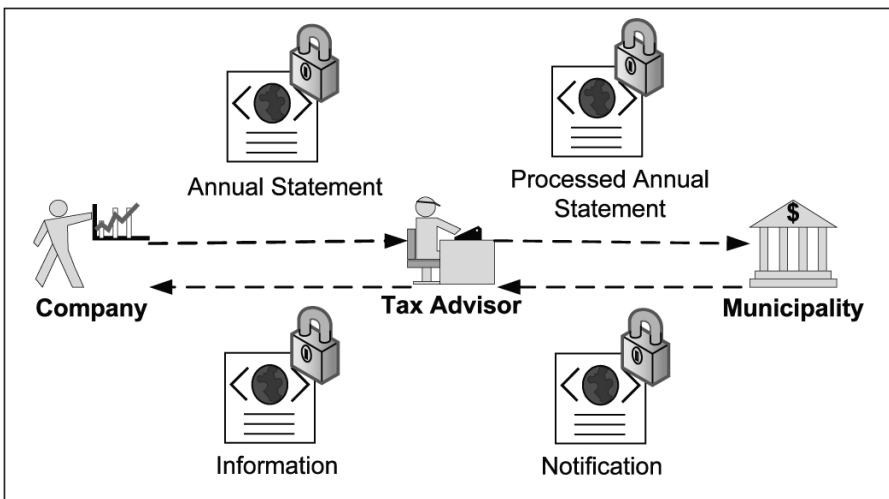 Annual Statement
Processed Annual
Statement
$
Company
Tax Advisor
Municipality
Information
Notification